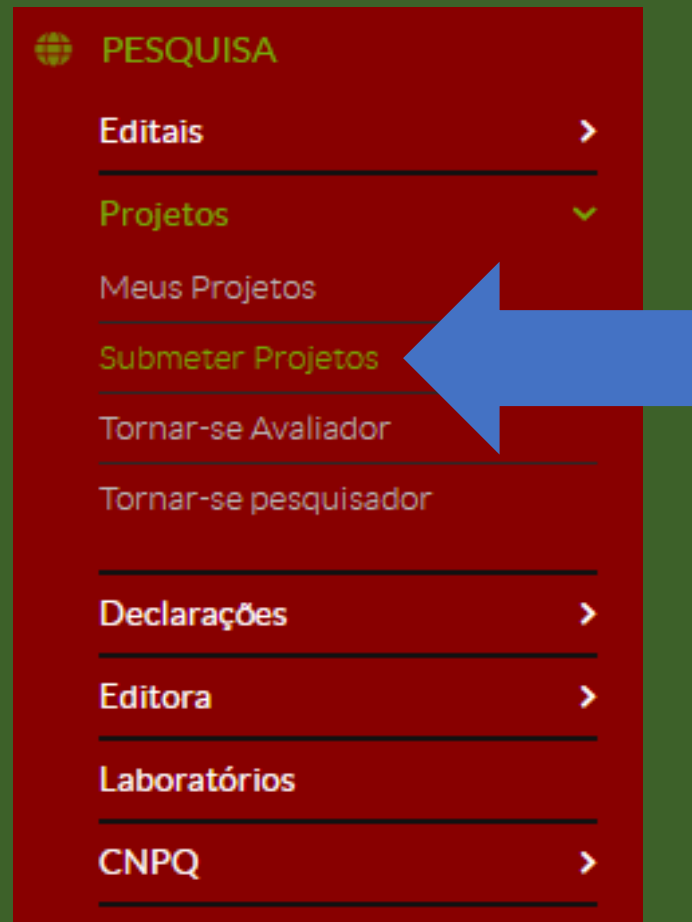 PESQUISA
Editais
Projetos
Meus Projetos
Submeter Projetos
Tornar-se Avaliador
Tornar-se pesquisador
Declarações
Editora
Laboratórios
CNPQ